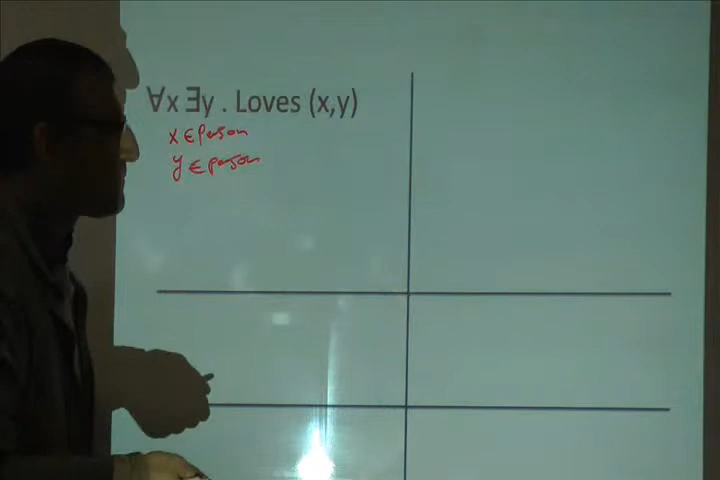 ∀x ∃y . Loves (x,y)
x ∈ person
y ∈ person